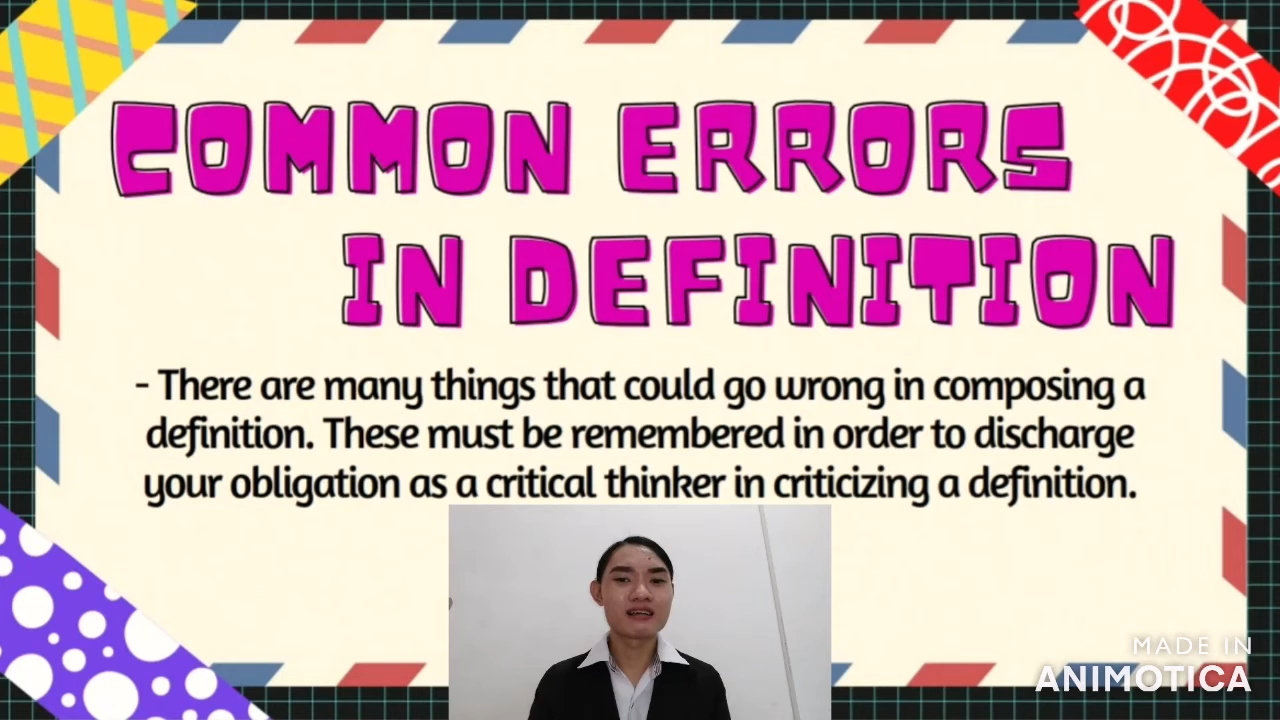 COMMON ERRORS
IN DEFINITION
- There are many things that could go wrong in composing a
definition. These must be remembered in order to discharge
your obligation as a critical thinker in criticizing a definition.
MADE IN
ANIMOTICA